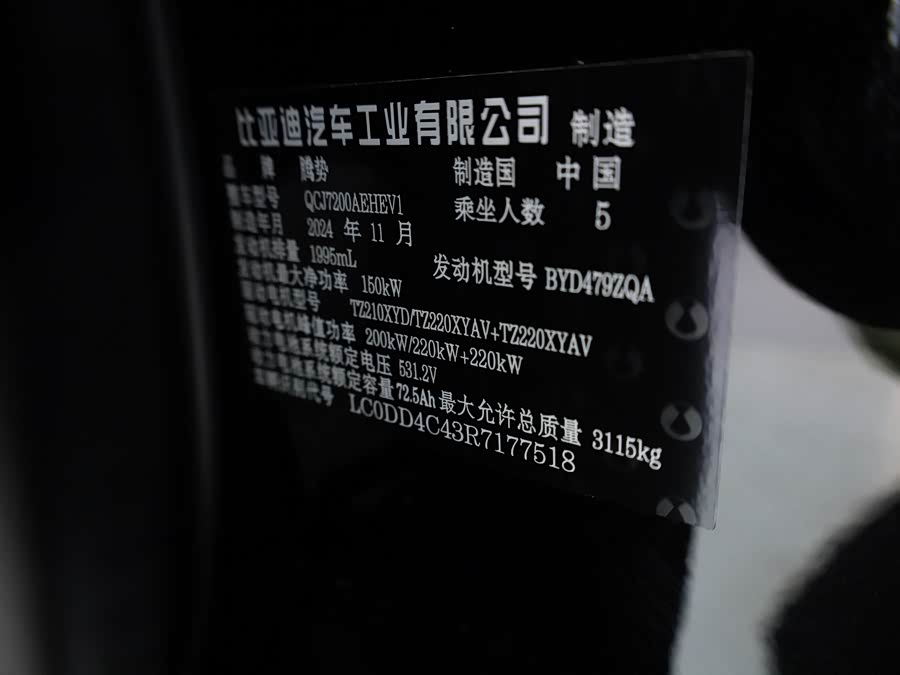 比亚迪汽车工业有限公司 制造
品牌 腾势 制造国 中国
整车型号 QCJ7200AEHEV1 乘坐人数 5
制造年月 2024 年 11 月
发动机排量 1995mL 发动机型号 BYD479ZQA
发动机最大净功率 150kW
驱动电机型号 TZ210XYD/TZ220XYAV+TZ220XYAV
驱动电机峰值功率 200kW/220kW+220kW
动力电池系统额定电压 531.2V
动力电池系统额定容量 72.5Ah 最大允许总质量 3115kg
车辆识别代号 LC0DD4C43R7177518